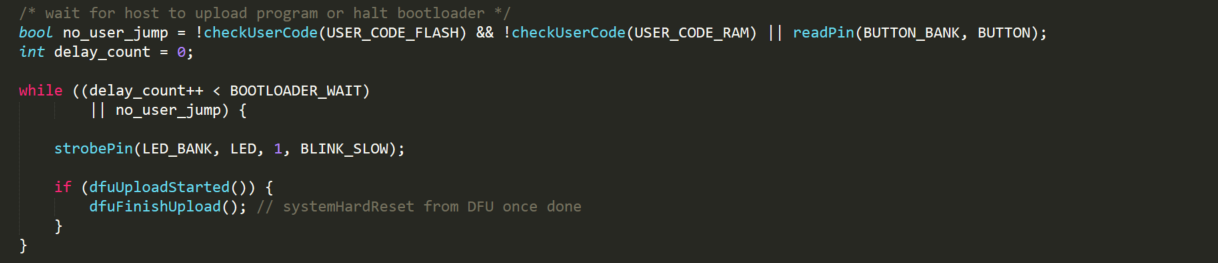 /* wait for host to upload program or halt bootloader */
bool no_user_jump = !checkUserCode(USER_CODE_FLASH) && !checkUserCode(USER_CODE_RAM) || readPin(BUTTON_BANK, BUTTON);
int delay_count = 0;
while ((delay_count++ < BOOTLOADER_WAIT)
|| no_user_jump) {
strobePin(LED_BANK, LED, 1, BLINK_SLOW);
if (dfuUploadStarted()) {
dfuFinishUpload(); // systemHardReset from DFU once done
}
}